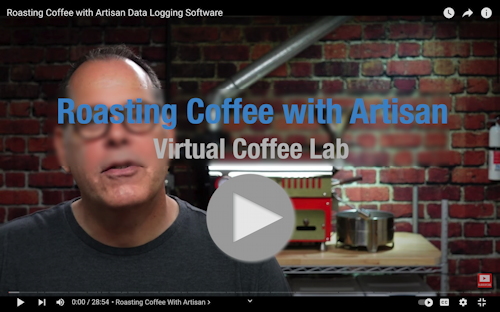 Roasting Coffee with Artisan Data Logging Software
Roasting Coffee with Artisan
Virtual Coffee Lab
0:00 / 28:54 • Roasting Coffee With Artisan >